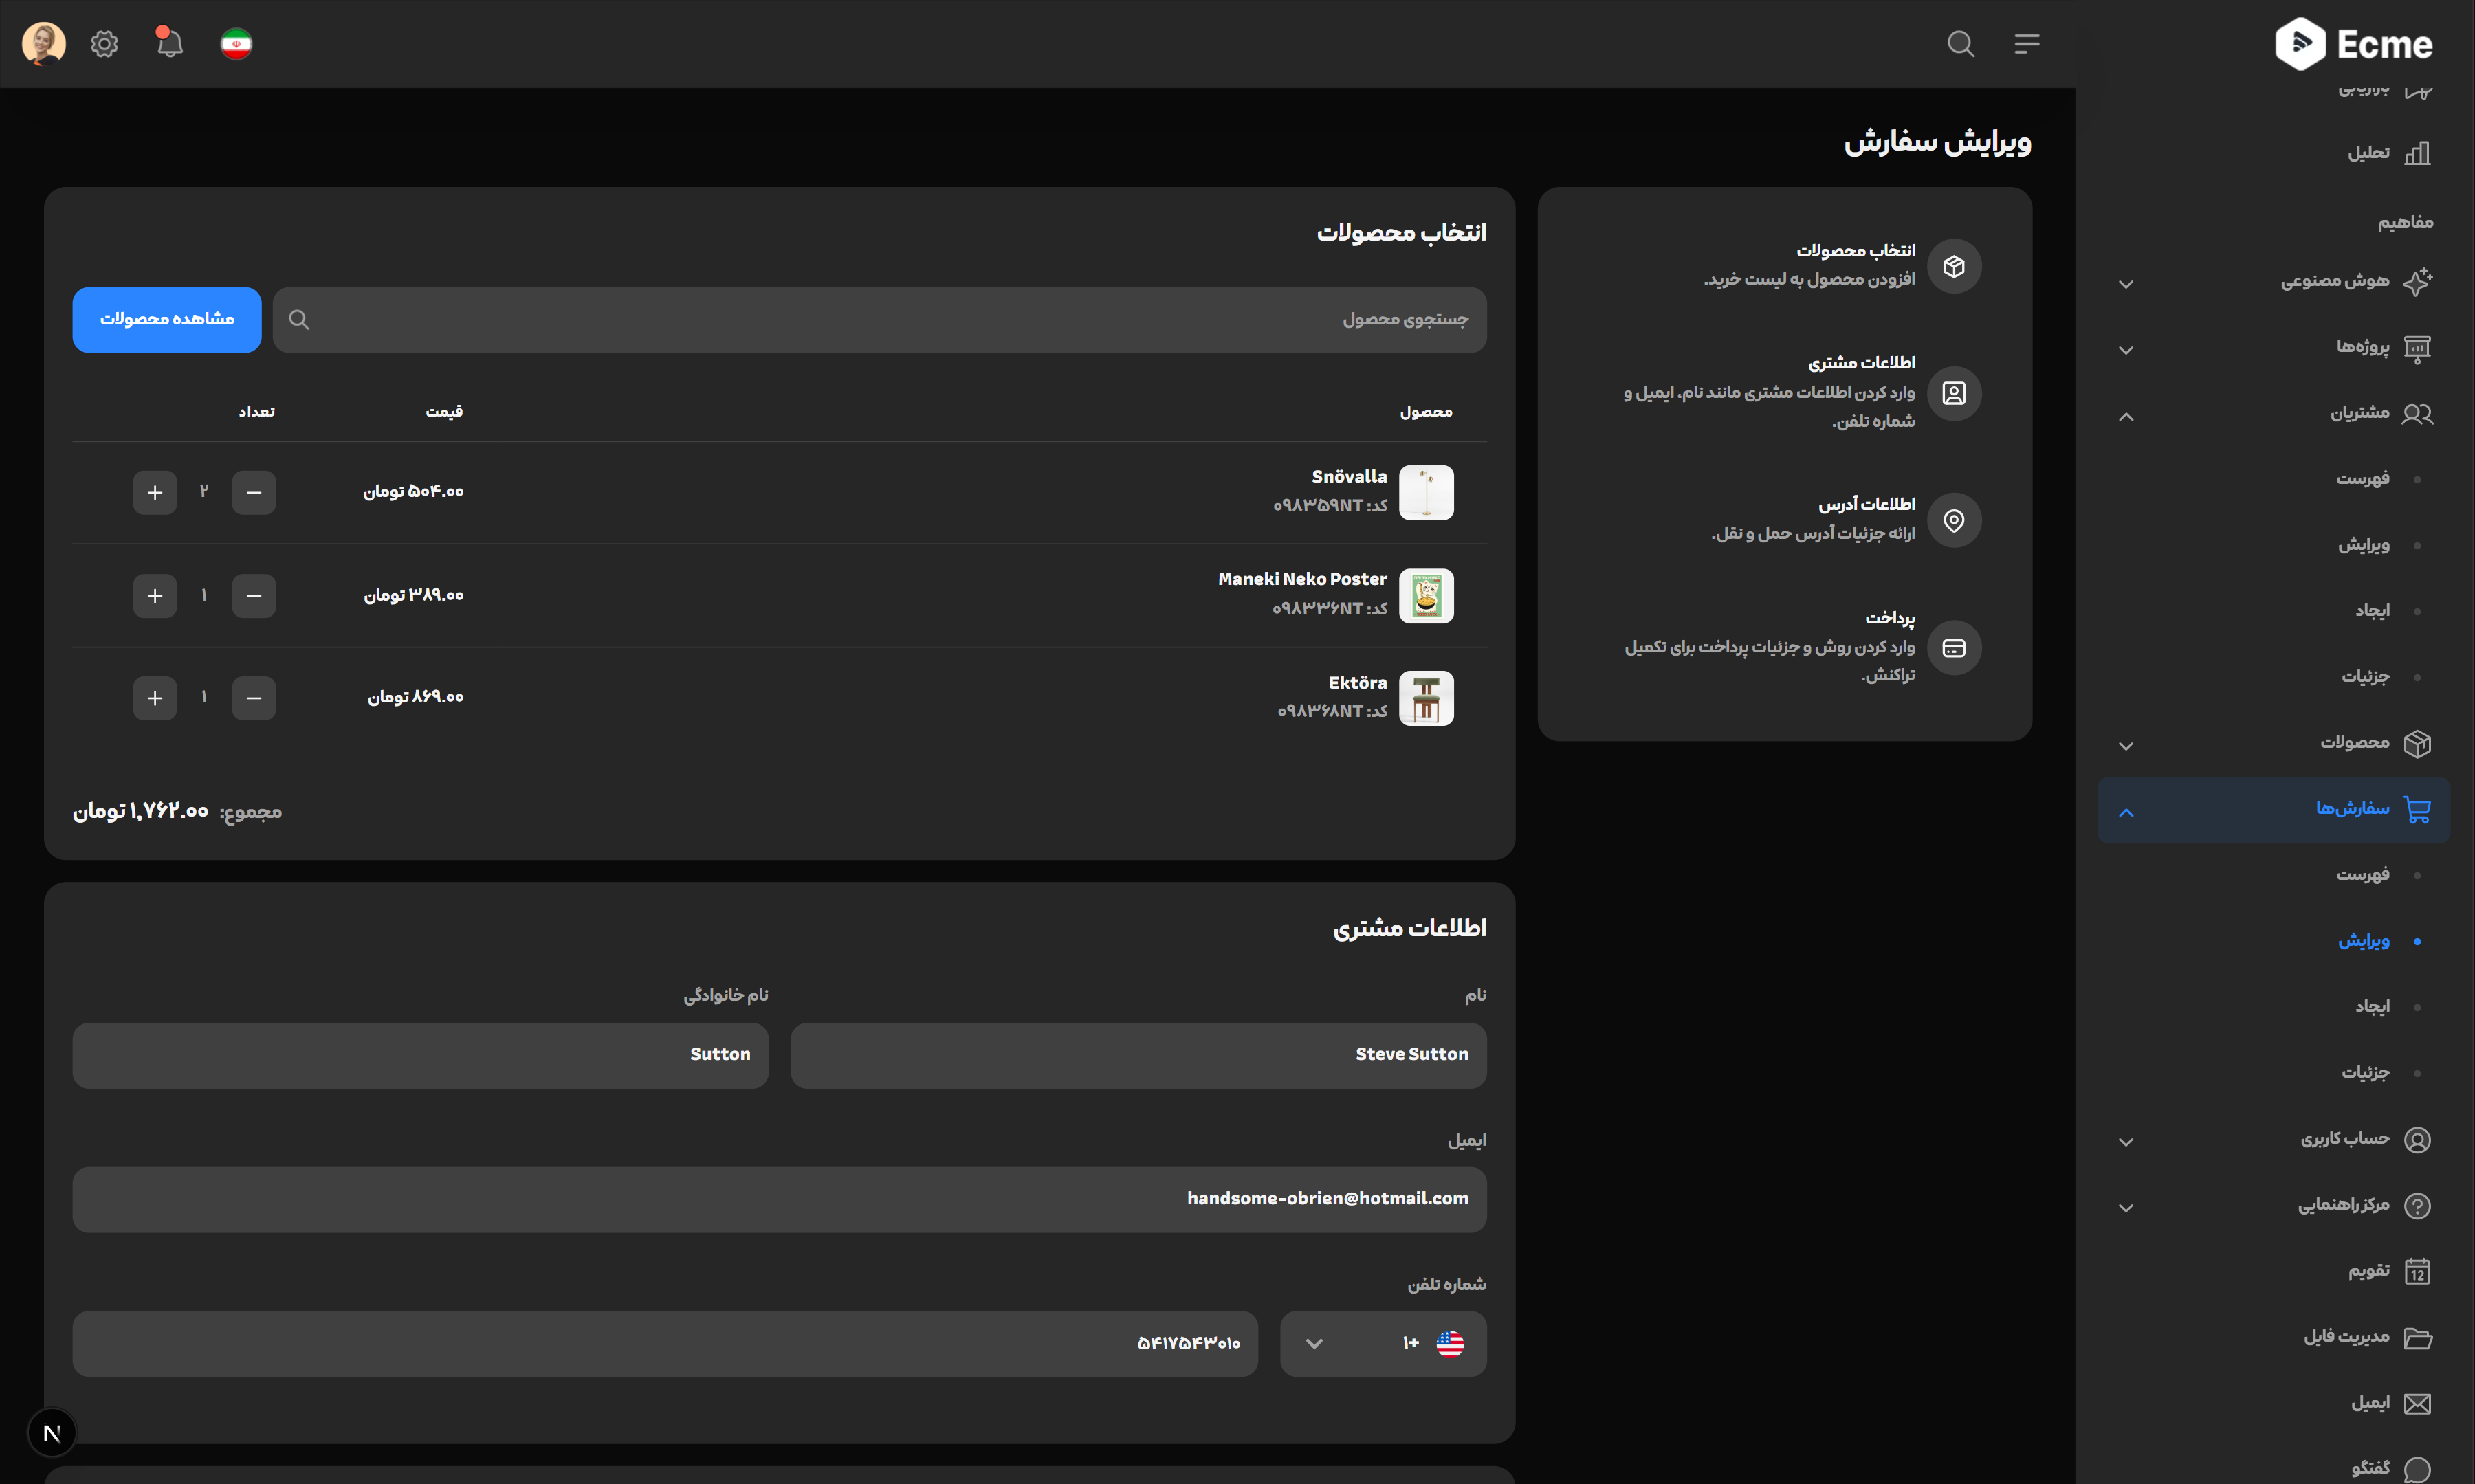 Ecme
بازاریابی
تحلیل
مفاهیم
هوش مصنوعی
پروژه‌ها
مشتریان
فهرست
ویرایش
ایجاد
جزئیات
محصولات
سفارش‌ها
فهرست
ویرایش
ایجاد
جزئیات
حساب کاربری
مرکز راهنمایی
تقویم
12
مدیریت فایل
ایمیل
گفتگو
ویرایش سفارش
انتخاب محصولات
افزودن محصول به لیست خرید.
اطلاعات مشتری
وارد کردن اطلاعات مشتری مانند نام، ایمیل و
شماره تلفن.
اطلاعات آدرس
ارائه جزئیات آدرس حمل و نقل.
پرداخت
وارد کردن روش و جزئیات پرداخت برای تکمیل
تراکنش.
انتخاب محصولات
جستجوی محصول
مشاهده محصولات
محصول قیمت تعداد
Snövalla
کد: ۰۹۸۳۵۹NT
۵۰۴.۰۰ تومان
۲
Maneki Neko Poster
کد: ۰۹۸۳۳۶NT
۳۸۹.۰۰ تومان
۱
Ektöra
کد: ۰۹۸۳۶۸NT
۸۶۹.۰۰ تومان
۱
مجموع: ۱,۷۶۲.۰۰ تومان
اطلاعات مشتری
نام
Steve Sutton
نام خانوادگی
Sutton
ایمیل
handsome-obrien@hotmail.com
شماره تلفن
+۱
۵۴۱۷۵۴۳۰۱۰
N